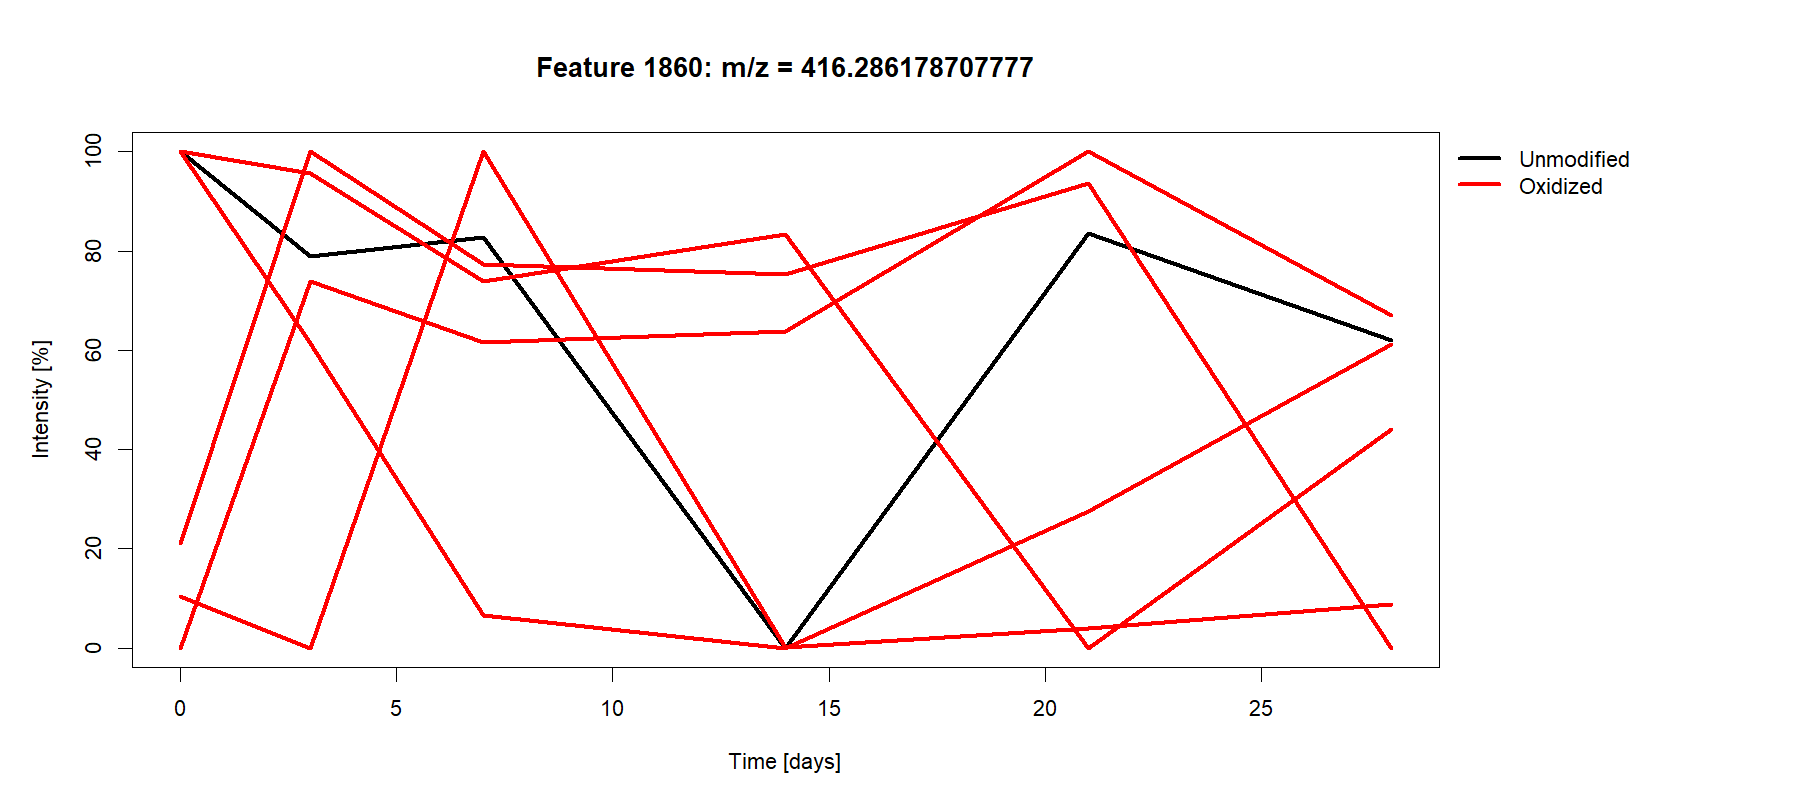 Feature 1860: m/z = 416.286178707777
Unmodified
Oxidized
Intensity [%]
100
80
60
40
20
0
0 5 10 15 20 25
Time [days]